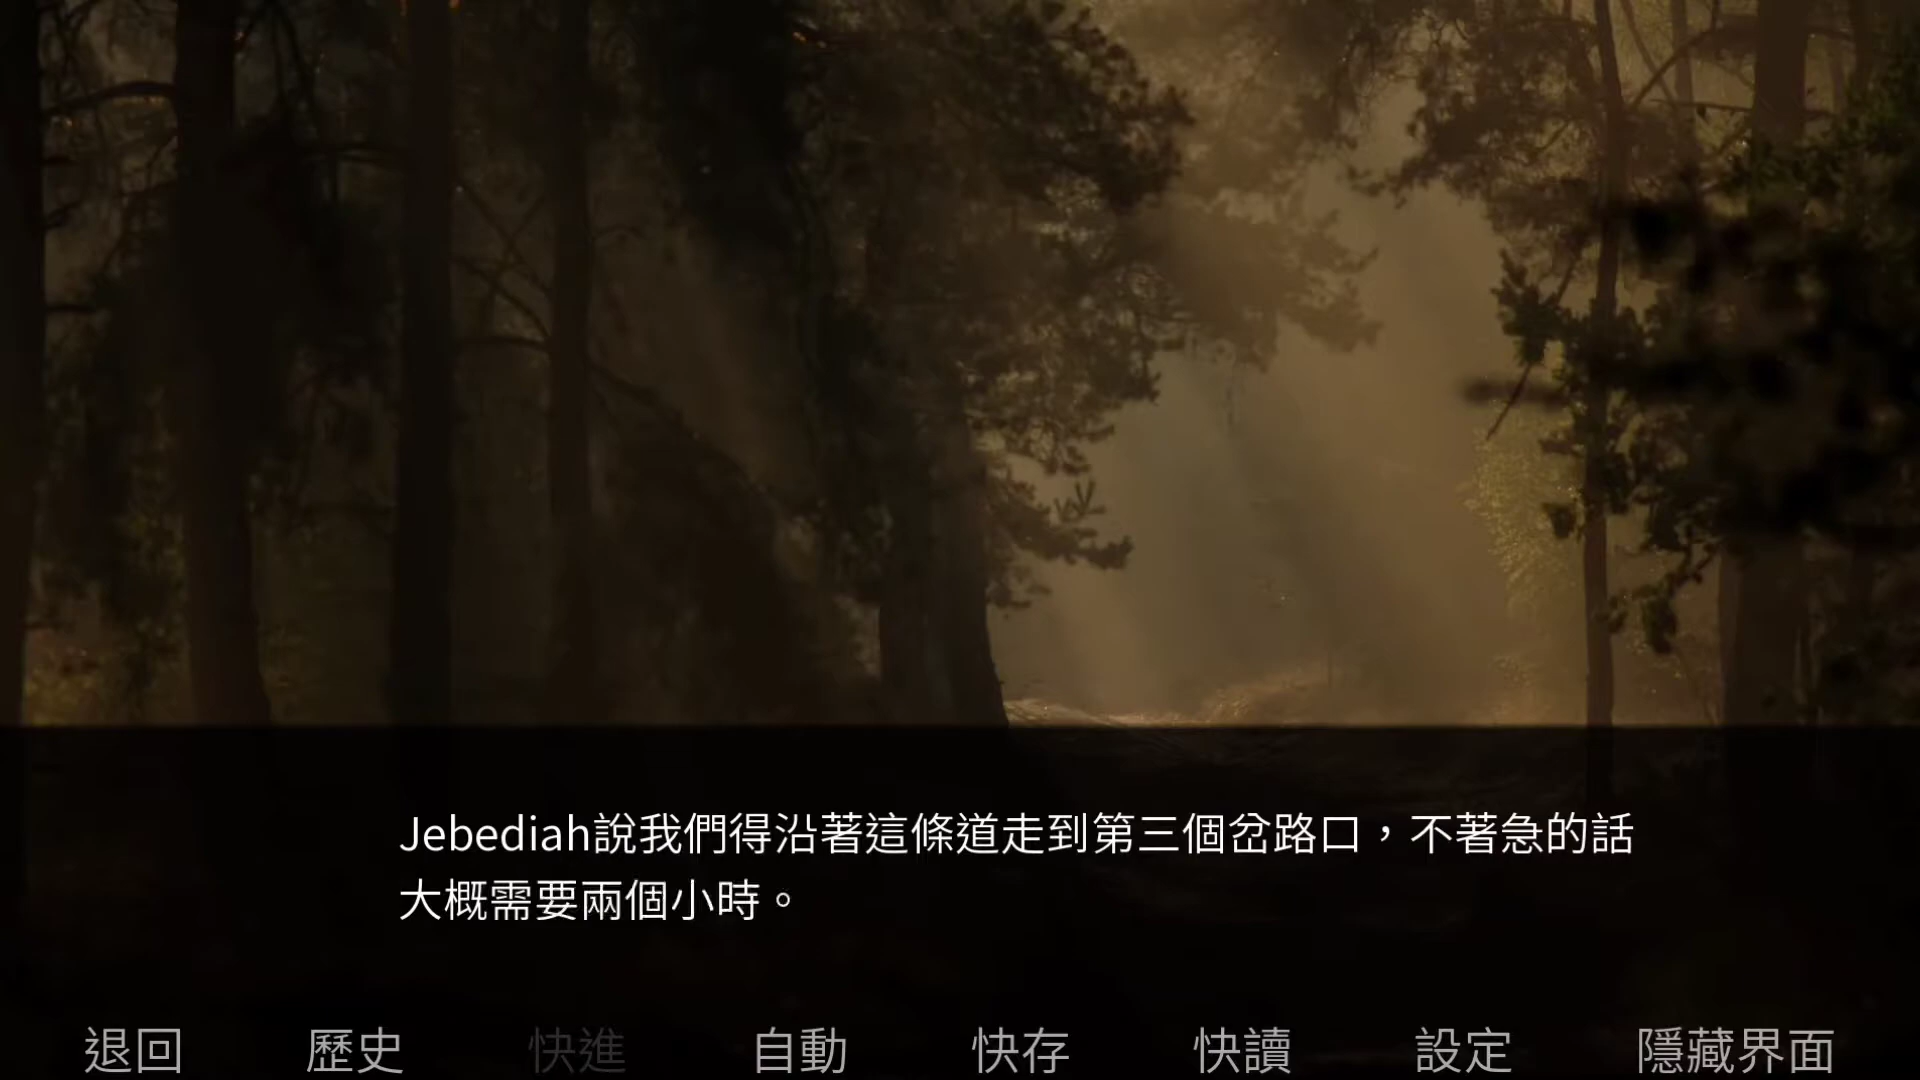 Jebediah說我們得沿著這條道走到第三個岔路口，不著急的話
大概需要兩個小時。
退回 歷史 快進 自動 快存 快讀 設定 隱藏界面